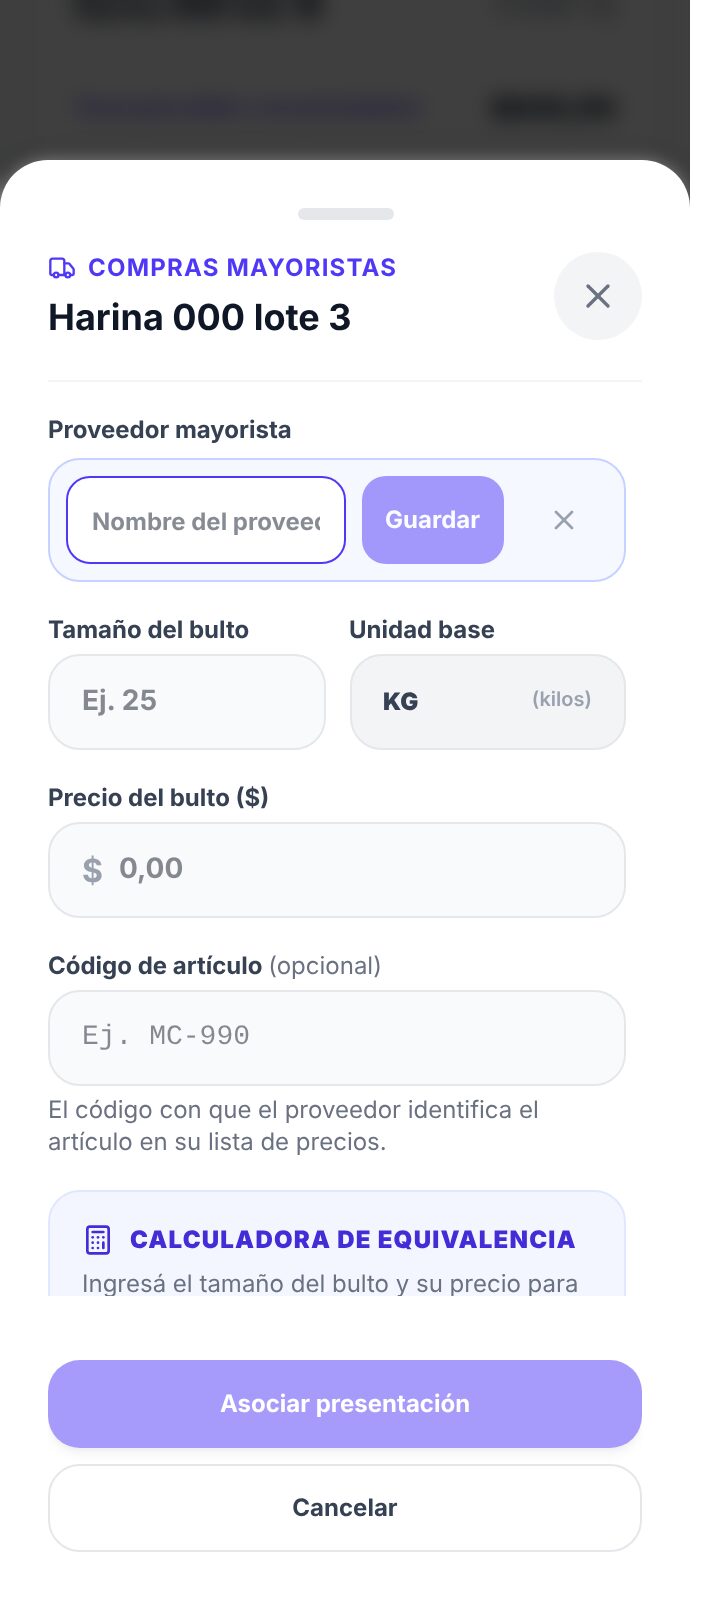 COMPRAS MAYORISTAS
Harina 000 lote 3
Proveedor mayorista
Nombre del proveed
Guardar
Tamaño del bulto
Unidad base
Ej. 25
KG
(kilos)
Precio del bulto ($)
$ 0,00
Código de artículo (opcional)
Ej. MC-990
El código con que el proveedor identifica el
artículo en su lista de precios.
CALCULADORA DE EQUIVALENCIA
Ingresá el tamaño del bulto y su precio para
Asociar presentación
Cancelar